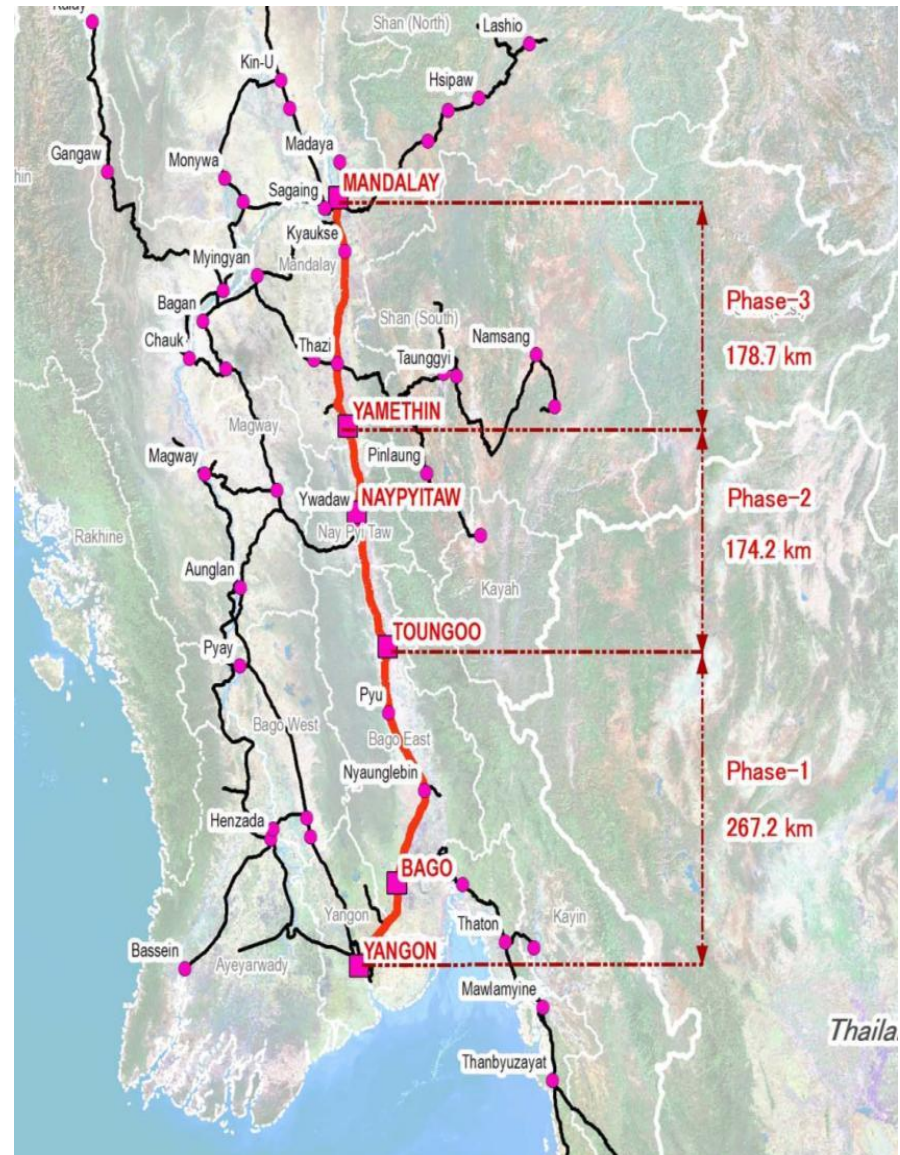 Shan (North)
Lashio
Kin-U
Hsipaw
Madaya
Gangaw
Monywa
MANDALAY
Sagaing
Kyaukse
Myingyan
Mandalay
Bagan
Phase-3
Shan (South)
Chauk
Thazi
Taunggyi
Namsang
178.7 km
YAMETHIN
Magway
Magway
Pinlaung
Ywadaw
NAYPYITAW
Phase-2
Nay Pyi Taw
Rakhine
174.2 km
Aunglan
Kayah
TOUNGOO
Pyay
Pyu
Bago West
Bago East
Nyaunglebin
Phase-1
Henzada
267.2 km
BAGO
Yangon
Thaton
Kayin
Bassein
YANGON
Ayeyarwady
Mawlamyine
Thanbyuzayat